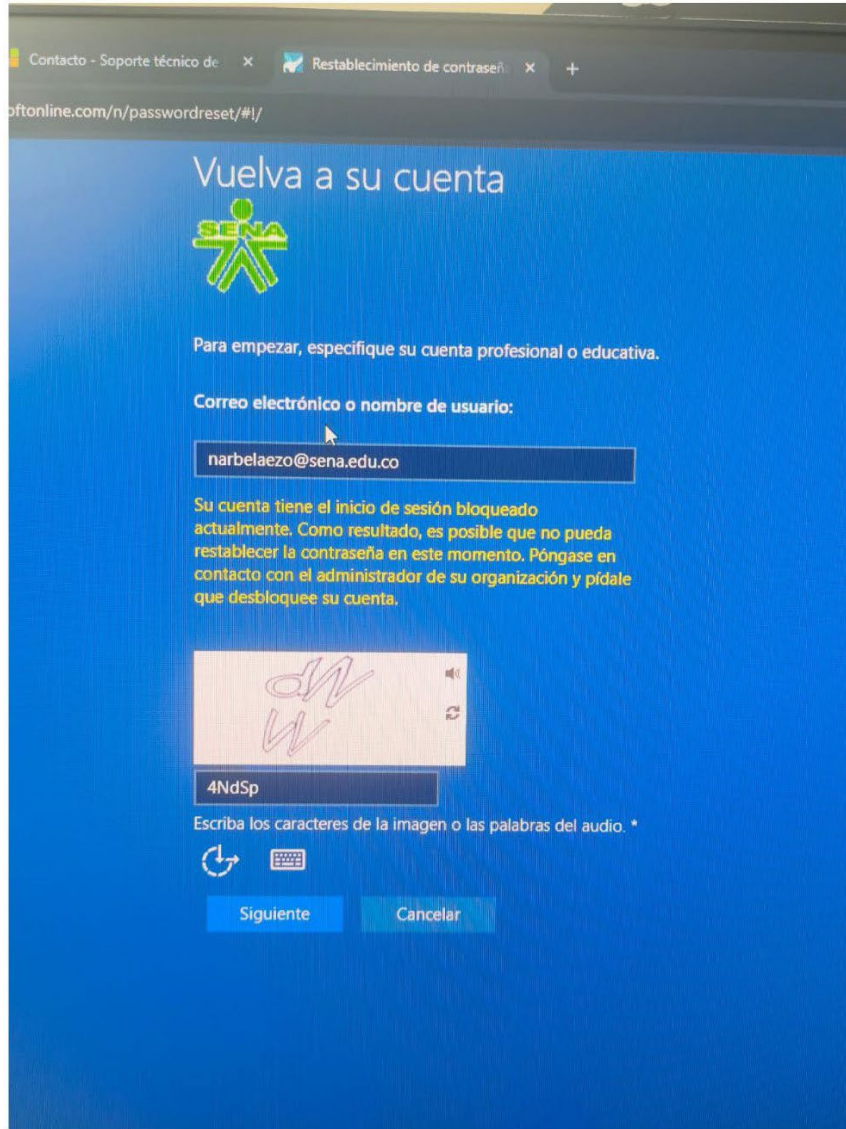 Contacto - Soporte técnico de
Restablecimiento de contraseñ
oftonline.com/n/passwordreset/#!/
Vuelva a su cuenta
SENA
Para empezar, especifique su cuenta profesional o educativa.
Correo electrónico o nombre de usuario:
narbelaezo@sena.edu.co
Su cuenta tiene el inicio de sesión bloqueado
actualmente. Como resultado, es posible que no pueda
restablecer la contraseña en este momento. Póngase en
contacto con el administrador de su organización y pídale
que desbloquee su cuenta.
4NdSp
Escriba los caracteres de la imagen o las palabras del audio. *
Siguiente
Cancelar